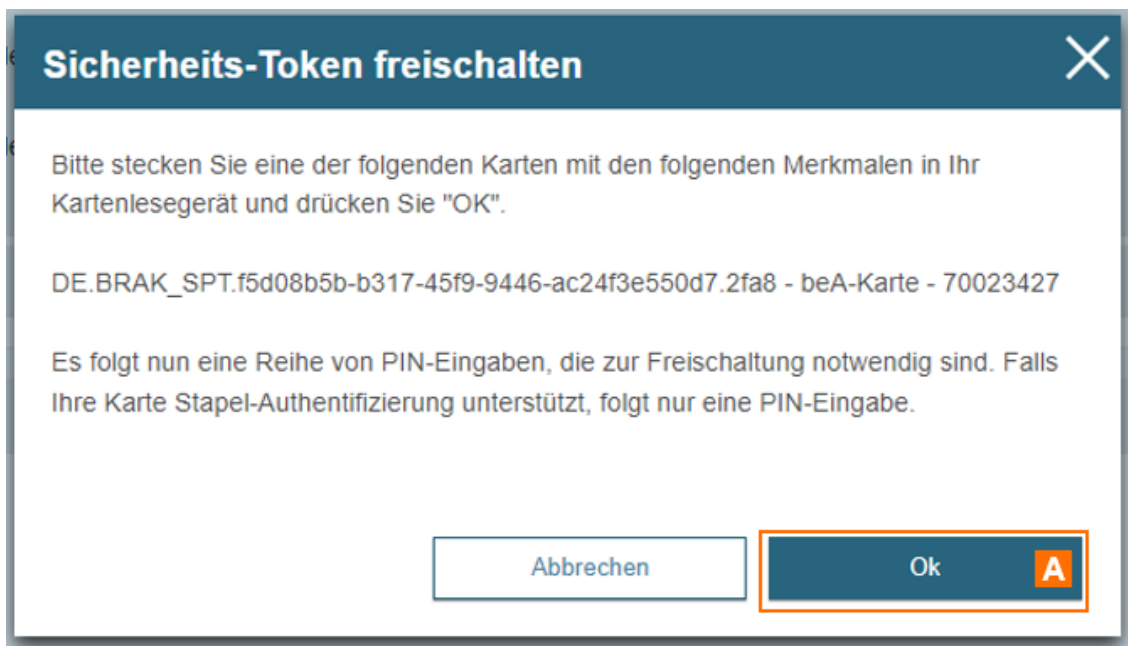 Sicherheits-Token freischalten
Bitte stecken Sie eine der folgenden Karten mit den folgenden Merkmalen in Ihr
Kartenlesegerät und drücken Sie "OK".
DE.BRAK_SPT.f5d08b5b-b317-45f9-9446-ac24f3e550d7.2fa8 - beA-Karte - 70023427
Es folgt nun eine Reihe von PIN-Eingaben, die zur Freischaltung notwendig sind. Falls
Ihre Karte Stapel-Authentifizierung unterstützt, folgt nur eine PIN-Eingabe.
Abbrechen
Ok A